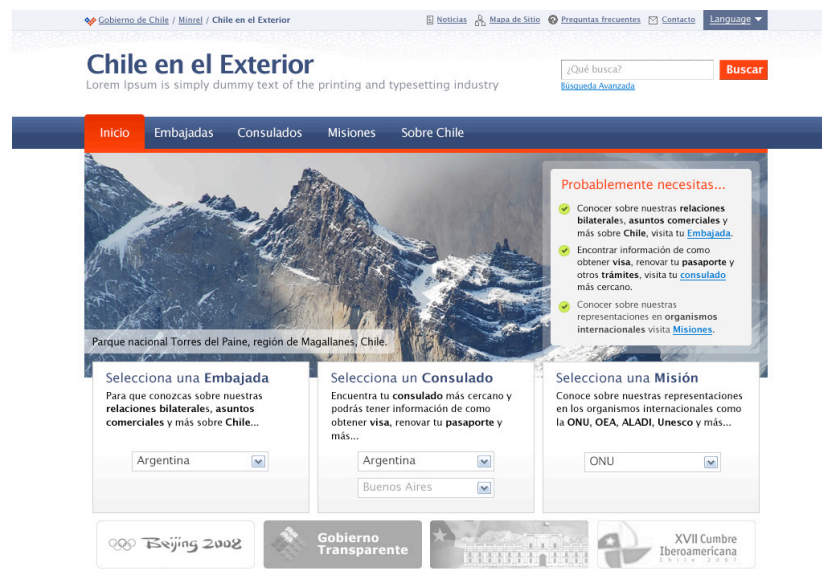 Gobierno de Chile / Minrel / Chile en el Exterior
Noticias Mapa de Sitio Preguntas frecuentes Contacto Language
Chile en el Exterior
Lorem Ipsum is simply dummy text of the printing and typesetting industry
¿Qué busca? Buscar
Búsqueda Avanzada
Inicio Embajadas Consulados Misiones Sobre Chile
Probablemente necesitas...
Conocer sobre nuestras relaciones
bilaterales, asuntos comerciales y
más sobre Chile, visita tu Embajada.
Encontrar información de como
obtener visa, renovar tu pasaporte y
otros trámites, visita tu consulado
más cercano.
Conocer sobre nuestras
representaciones en organismos
internacionales visita Misiones.
Parque nacional Torres del Paine, región de Magallanes, Chile.
Selecciona una Embajada
Para que conozcas sobre nuestras
relaciones bilaterales, asuntos
comerciales y más sobre Chile...
Argentina
Selecciona un Consulado
Encuentra tu consulado más cercano y
podrás tener información de como
obtener visa, renovar tu pasaporte y
más...
Argentina
Buenos Aires
Selecciona una Misión
Conoce sobre nuestras representaciones
en los organismos internacionales como
la ONU, OEA, ALADI, Unesco y más...
ONU
Beijing 2008
Gobierno
Transparente
XVII Cumbre
Iberoamericana
Chile 2007